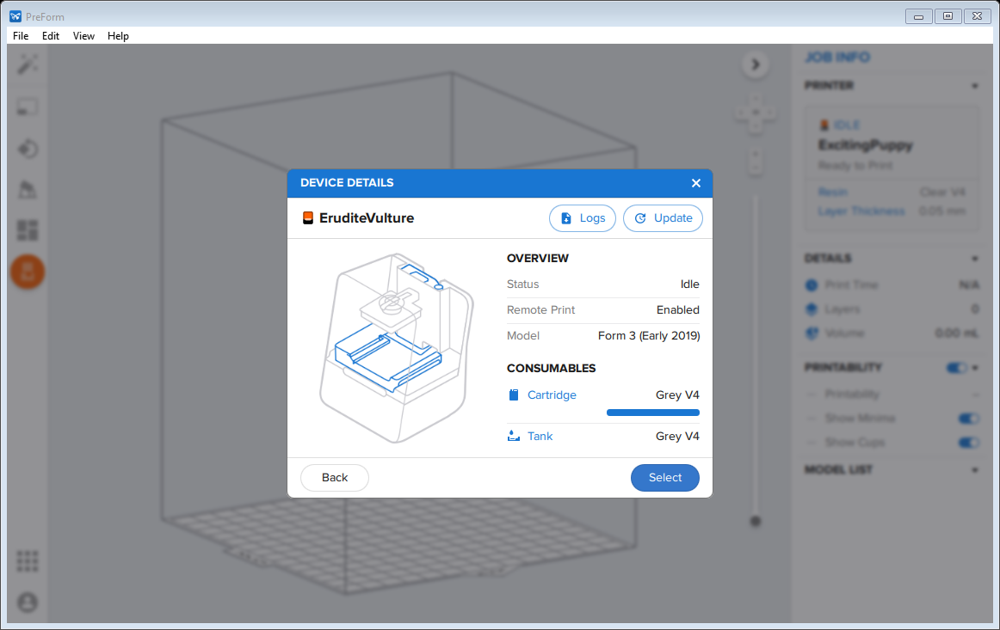 PreForm
File Edit View Help
JOB INFO
PRINTER
IDLE
ExcitingPuppy
Ready to Print
Resin Clear V4
Layer Thickness 0.05 mm
DETAILS
Print Time N/A
Layers 0
Volume 0.00 mL
PRINTABILITY
Printability --
Show Minima
Show Cups
MODEL LIST
DEVICE DETAILS
EruditeVulture
Logs Update
OVERVIEW
Status Idle
Remote Print Enabled
Model Form 3 (Early 2019)
CONSUMABLES
Cartridge Grey V4
Tank Grey V4
Back Select